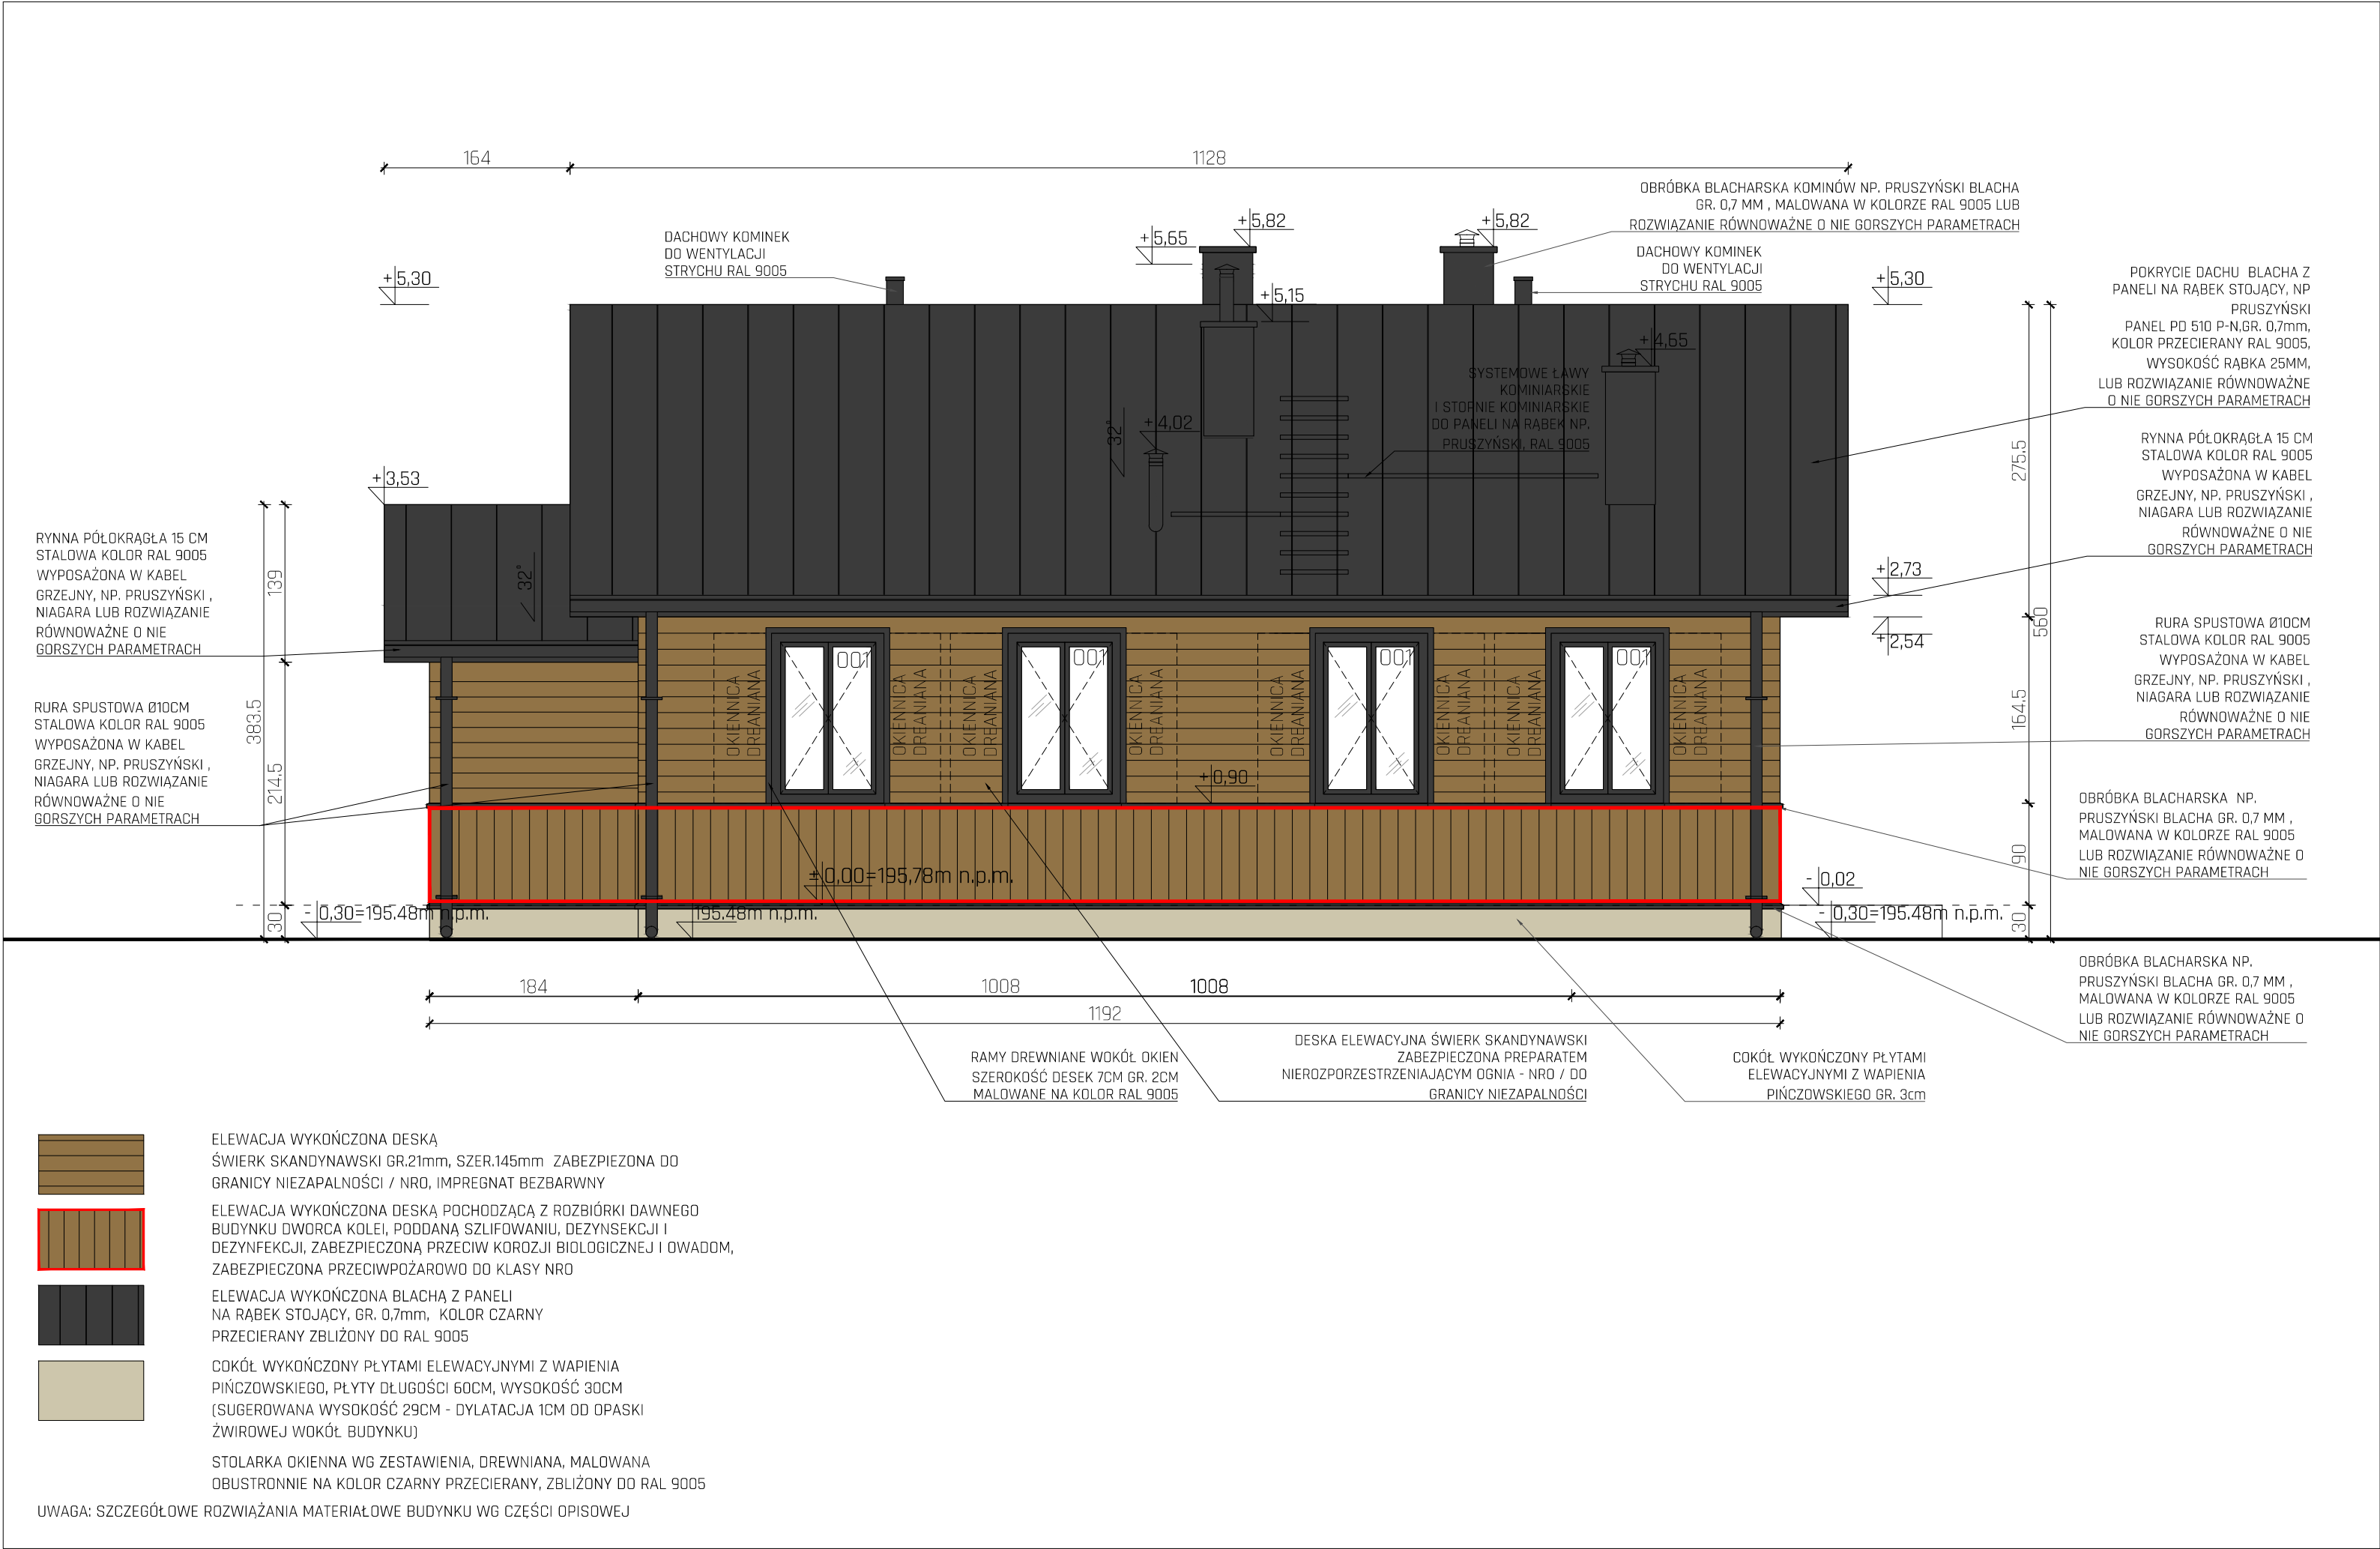 164
1128
OBRÓBKA BLACHARSKA KOMINÓW NP. PRUSZYŃSKI BLACHA
GR. 0,7 MM , MALOWANA W KOLORZE RAL 9005 LUB
ROZWIĄZANIE RÓWNOWAŻNE O NIE GORSZYCH PARAMETRACH
DACHOWY KOMINEK
DO WENTYLACJI
STRYCHU RAL 9005
+5,65
+5,82
+5,82
DACHOWY KOMINEK
DO WENTYLACJI
STRYCHU RAL 9005
+5,30
+5,15
+5,30
POKRYCIE DACHU BLACHA Z
PANELI NA RĄBEK STOJĄCY, NP
PRUSZYŃSKI
PANEL PD 510 P-N,GR. 0,7mm,
KOLOR PRZECIERANY RAL 9005,
WYSOKOŚĆ RĄBKA 25MM,
LUB ROZWIĄZANIE RÓWNOWAŻNE
O NIE GORSZYCH PARAMETRACH
+4,65
SYSTEMOWE ŁAWY
KOMINIARSKIE
I STOPNIE KOMINIARSKIE
DO PANELI NA RĄBEK NP.
PRUSZYŃSKI, RAL 9005
+4,02
32°
+3,53
32°
RYNNA PÓŁOKRĄGŁA 15 CM
STALOWA KOLOR RAL 9005
WYPOSAŻONA W KABEL
GRZEJNY, NP. PRUSZYŃSKI ,
NIAGARA LUB ROZWIĄZANIE
RÓWNOWAŻNE O NIE
GORSZYCH PARAMETRACH
RYNNA PÓŁOKRĄGŁA 15 CM
STALOWA KOLOR RAL 9005
WYPOSAŻONA W KABEL
GRZEJNY, NP. PRUSZYŃSKI ,
NIAGARA LUB ROZWIĄZANIE
RÓWNOWAŻNE O NIE
GORSZYCH PARAMETRACH
RURA SPUSTOWA Ø10CM
STALOWA KOLOR RAL 9005
WYPOSAŻONA W KABEL
GRZEJNY, NP. PRUSZYŃSKI ,
NIAGARA LUB ROZWIĄZANIE
RÓWNOWAŻNE O NIE
GORSZYCH PARAMETRACH
139
214.5
30
383.5
275.5
164.5
90
30
560
+2,73
+2,54
RURA SPUSTOWA Ø10CM
STALOWA KOLOR RAL 9005
WYPOSAŻONA W KABEL
GRZEJNY, NP. PRUSZYŃSKI ,
NIAGARA LUB ROZWIĄZANIE
RÓWNOWAŻNE O NIE
GORSZYCH PARAMETRACH
OKIENNICA
DREANIANA
001
OKIENNICA
DREANIANA
OKIENNICA
DREANIANA
001
OKIENNICA
DREANIANA
OKIENNICA
DREANIANA
001
OKIENNICA
DREANIANA
OKIENNICA
DREANIANA
001
OKIENNICA
DREANIANA
+0,90
OBRÓBKA BLACHARSKA NP.
PRUSZYŃSKI BLACHA GR. 0,7 MM ,
MALOWANA W KOLORZE RAL 9005
LUB ROZWIĄZANIE RÓWNOWAŻNE O
NIE GORSZYCH PARAMETRACH
± 0,00=195,78m n.p.m.
- 0,02
- 0,30=195.48m n.p.m.
195.48m n.p.m.
- 0,30=195.48m n.p.m.
184
1008
1008
1192
OBRÓBKA BLACHARSKA NP.
PRUSZYŃSKI BLACHA GR. 0,7 MM ,
MALOWANA W KOLORZE RAL 9005
LUB ROZWIĄZANIE RÓWNOWAŻNE O
NIE GORSZYCH PARAMETRACH
RAMY DREWNIANE WOKÓŁ OKIEN
SZEROKOŚĆ DESEK 7CM GR. 2CM
MALOWANE NA KOLOR RAL 9005
DESKA ELEWACYJNA ŚWIERK SKANDYNAWSKI
ZABEZPIECZONA PREPARATEM
NIEROZPORZESTRZENIAJĄCYM OGNIA - NRO / DO
GRANICY NIEZAPALNOŚCI
COKÓŁ WYKOŃCZONY PŁYTAMI
ELEWACYJNYMI Z WAPIENIA
PIŃCZOWSKIEGO GR. 3cm
ELEWACJA WYKOŃCZONA DESKĄ
ŚWIERK SKANDYNAWSKI GR.21mm, SZER.145mm ZABEZPIEZONA DO
GRANICY NIEZAPALNOŚCI / NRO, IMPREGNAT BEZBARWNY
ELEWACJA WYKOŃCZONA DESKĄ POCHODZĄCĄ Z ROZBIÓRKI DAWNEGO
BUDYNKU DWORCA KOLEI, PODDANĄ SZLIFOWANIU, DEZYNSEKCJI I
DEZYNFEKCJI, ZABEZPIECZONĄ PRZECIW KOROZJI BIOLOGICZNEJ I OWADOM,
ZABEZPIECZONA PRZECIWPOŻAROWO DO KLASY NRO
ELEWACJA WYKOŃCZONA BLACHĄ Z PANELI
NA RĄBEK STOJĄCY, GR. 0,7mm, KOLOR CZARNY
PRZECIERANY ZBLIŻONY DO RAL 9005
COKÓŁ WYKOŃCZONY PŁYTAMI ELEWACYJNYMI Z WAPIENIA
PIŃCZOWSKIEGO, PŁYTY DŁUGOŚCI 60CM, WYSOKOŚĆ 30CM
(SUGEROWANA WYSOKOŚĆ 29CM - DYLATACJA 1CM OD OPASKI
ŻWIROWEJ WOKÓŁ BUDYNKU)
STOLARKA OKIENNA WG ZESTAWIENIA, DREWNIANA, MALOWANA
OBUSTRONNIE NA KOLOR CZARNY PRZECIERANY, ZBLIŻONY DO RAL 9005
UWAGA: SZCZEGÓŁOWE ROZWIĄZANIA MATERIAŁOWE BUDYNKU WG CZĘŚCI OPISOWEJ